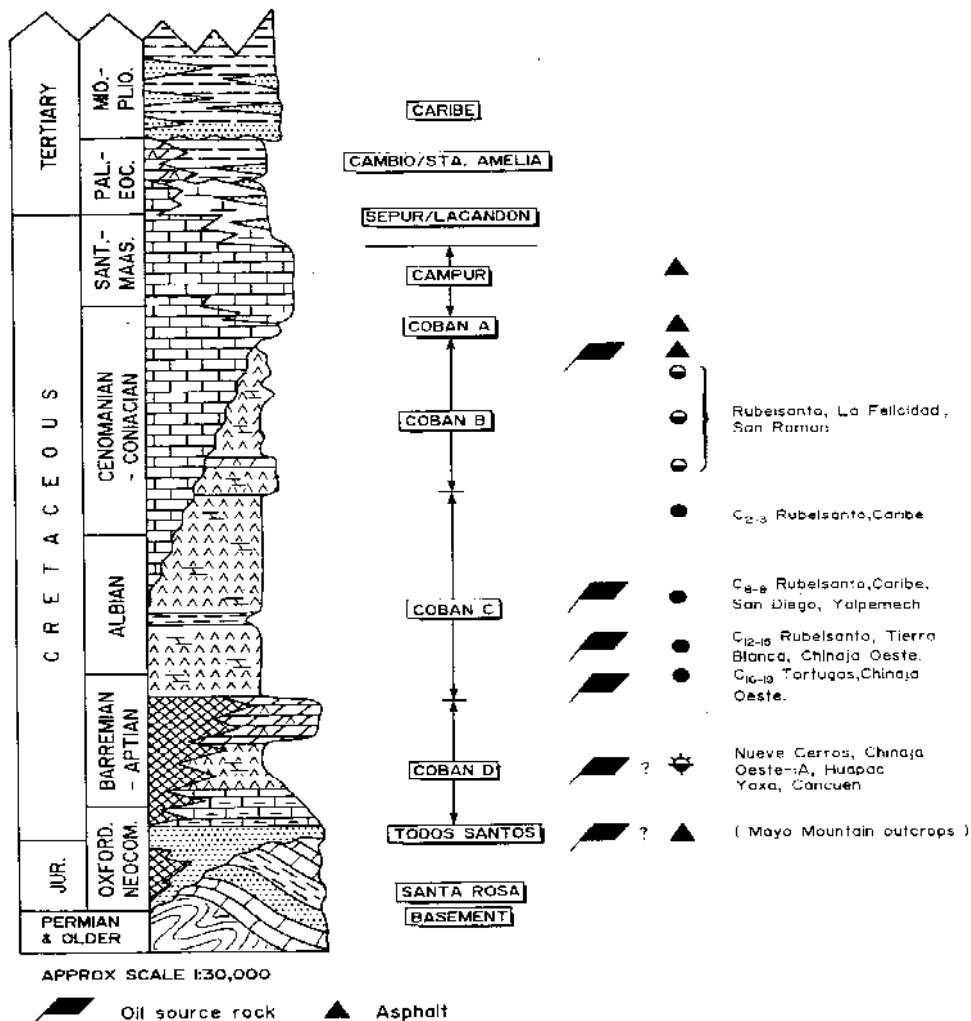 TERTIARY
MIO.-
PLIO.
PAL.-
EOC.
CRETACEOUS
SANT.-
MAAS.
CENOMANIAN
- CONIACIAN
ALBIAN
BARREMIAN
- APTIAN
JUR.
OXFORD.
NEOCOM.
PERMIAN
& OLDER
CARIBE
CAMBIO/STA. AMELIA
SEPUR/LACANDON
CAMPUR
COBAN A
COBAN B
COBAN C
COBAN D
TODOS SANTOS
SANTA ROSA
BASEMENT
Rubelsanto, La Felicidad,
San Roman
C2-3 Rubelsanto,Caribe
C8-9 Rubelsanto,Caribe,
San Diego, Yalpemech
C12-15 Rubelsanto, Tierra
Blanca, Chinaja Oeste.
C16-19 Tortugas,Chinaja
Oeste.
? Nueve Cerros, Chinaja
Oeste-1A, Huapac
Yaxa, Cancuen
? ( Mayo Mountain outcrops )
APPROX SCALE 1:30,000
Oil source rock
Asphalt